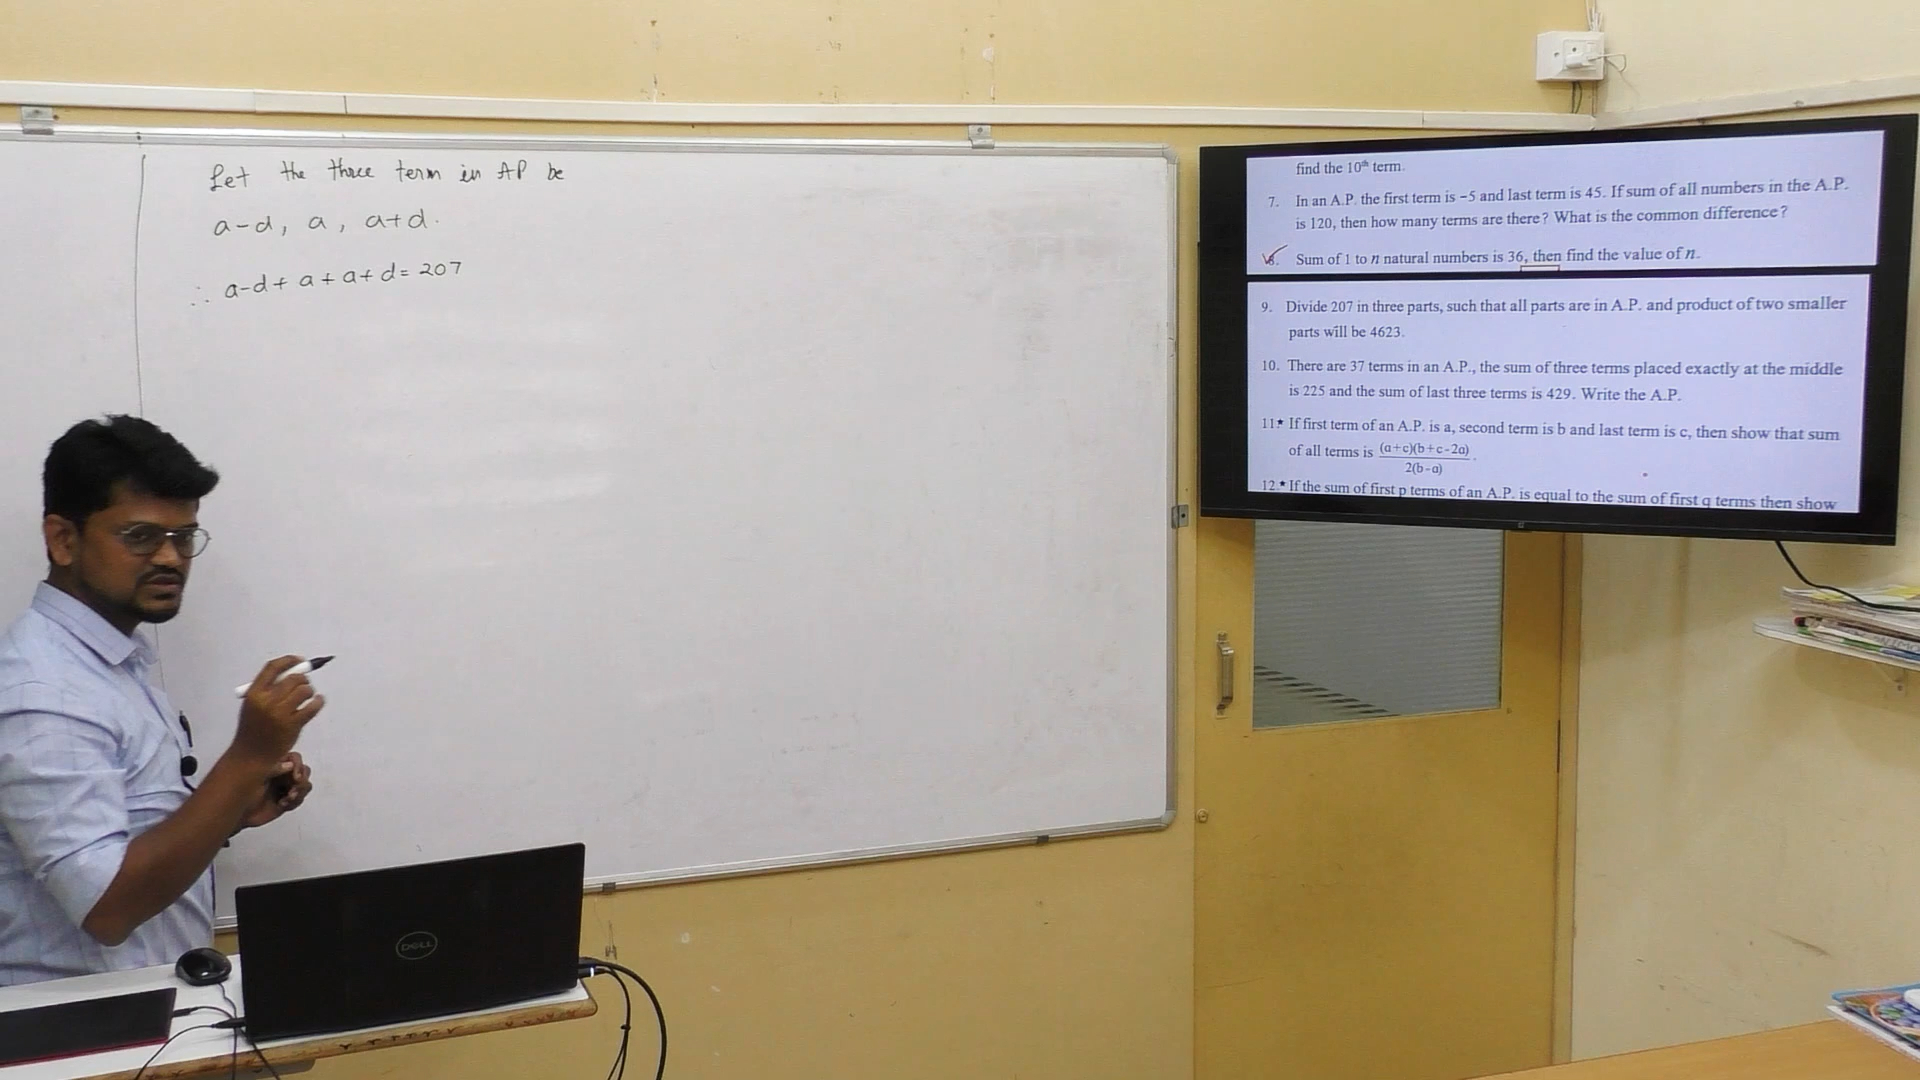 Let the three term in AP be
a-d, a, a+d.
∴ a-d + a + a + d = 207
find the 10th term.
7. In an A.P. the first term is −5 and last term is 45. If sum of all numbers in the A.P.
is 120, then how many terms are there? What is the common difference?
8. Sum of 1 to n natural numbers is 36, then find the value of n.
9. Divide 207 in three parts, such that all parts are in A.P. and product of two smaller
parts will be 4623.
10. There are 37 terms in an A.P., the sum of three terms placed exactly at the middle
is 225 and the sum of last three terms is 429. Write the A.P.
11* If first term of an A.P. is a, second term is b and last term is c, then show that sum
of all terms is (a+c)(b+c-2a) / 2(b-a) .
12.* If the sum of first p terms of an A.P. is equal to the sum of first q terms then show
DELL